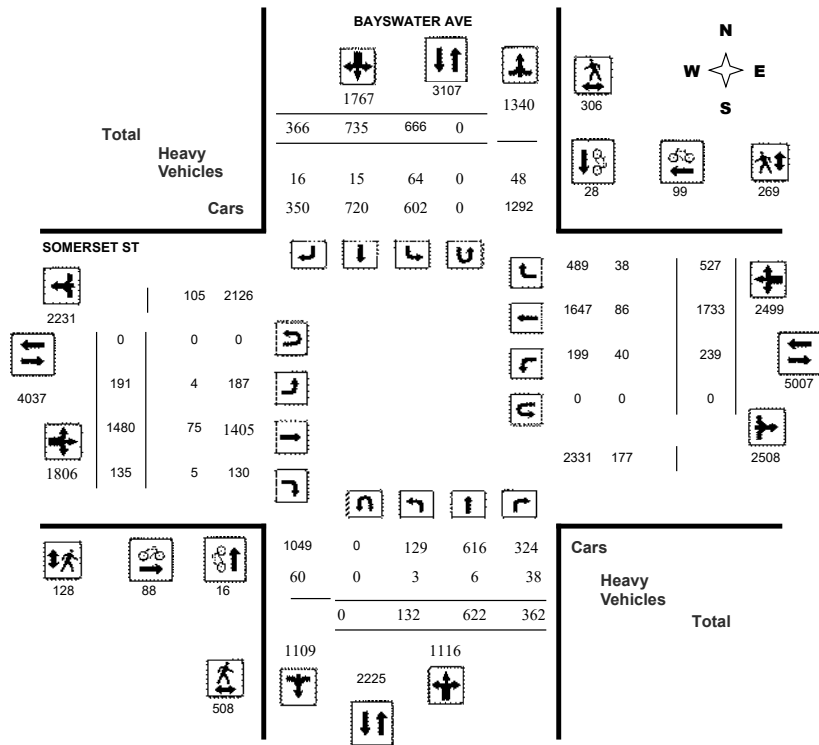 BAYSWATER AVE
N
W E
S
1767 3107 1340 306
366 735 666 0
Total
Heavy
Vehicles
16 15 64 0 48
28 99 269
Cars 350 720 602 0 1292
SOMERSET ST
489 38 527
105 2126
2231
1647 86 1733 2499
0 0 0
4037
199 40 239
5007
191 4 187
0 0 0
1480 75 1405
1806
135 5 130
2331 177 2508
1049 0 129 616 324 Cars
60 0 3 6 38 Heavy
Vehicles
128 88 16
0 132 622 362 Total
1109 1116
2225
508